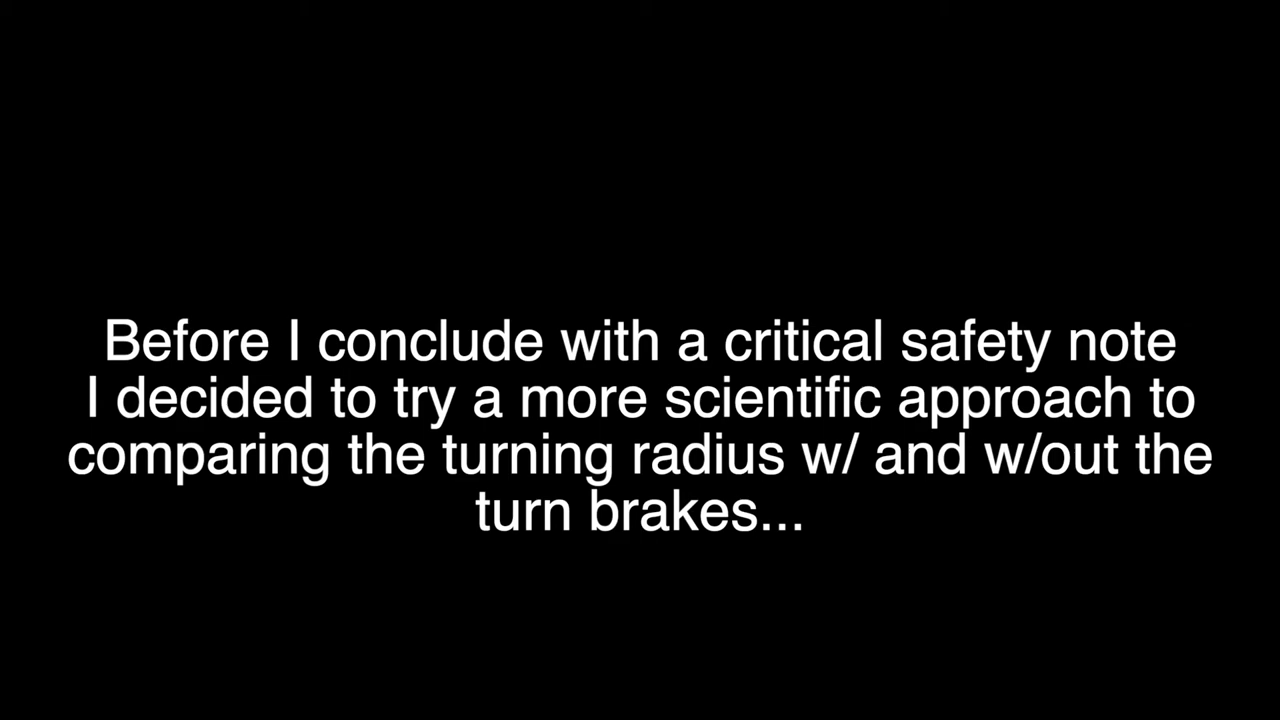 Before I conclude with a critical safety note
I decided to try a more scientific approach to
comparing the turning radius w/ and w/out the
turn brakes...